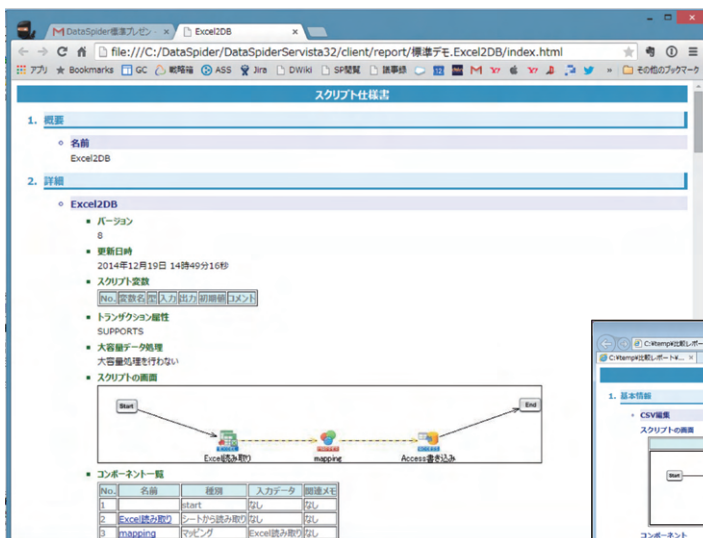 DataSpider標準プレゼン - ×
Excel2DB ×
file:///C:/DataSpider/DataSpiderServista32/client/report/標準デモ.Excel2DB/index.html
アプリ ★ Bookmarks GC 戦略箱 ASS Jira DWiki SP閲覧 議事録 » その他のブックマーク
スクリプト仕様書
1. 概要
名前
Excel2DB
2. 詳細
Excel2DB
バージョン
8
更新日時
2014年12月19日 14時49分16秒
スクリプト変数
No. 変数名 型 入力 出力 初期値 コメント
トランザクション属性
SUPPORTS
大容量データ処理
大容量処理を行わない
スクリプトの画面
Start End
Excel読み取り mapping Access書き込み
コンポーネント一覧
No. 名前 種別 入力データ 関連メモ
1 start なし なし
2 Excel読み取り シートから読み取り なし なし
3 mapping マッピング Excel読み取り なし
C:¥temp¥比較レポー
C:¥temp¥比較レポート¥... ×
1. 基本情報
CSV編集
スクリプトの画面
Start
コンポーネント